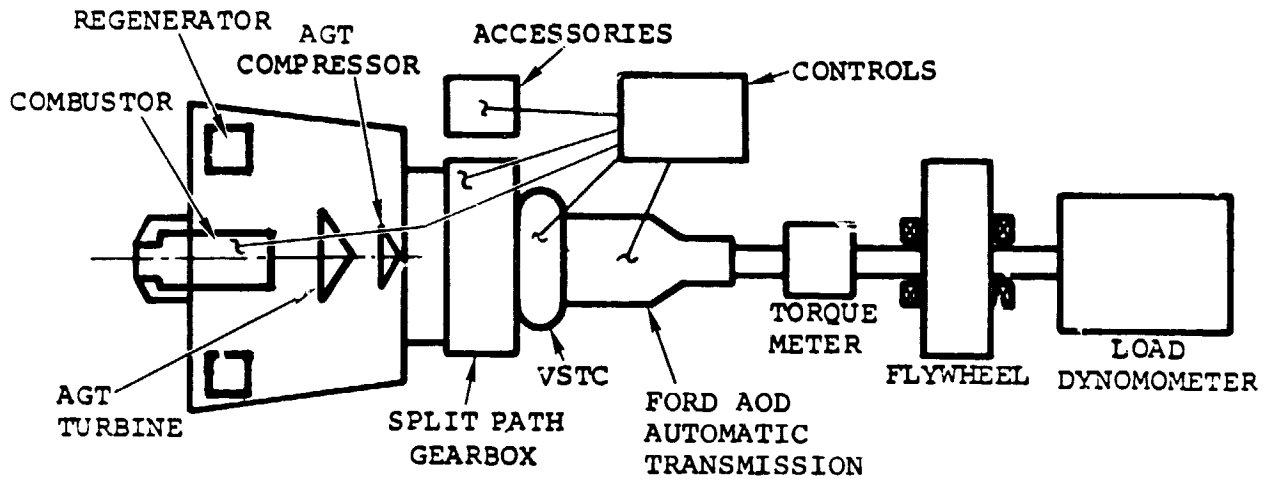 REGENERATOR
AGT
COMPRESSOR
ACCESSORIES
CONTROLS
COMBUSTOR
AGT
TURBINE
SPLIT PATH
GEARBOX
VSTC
FORD AOD
AUTOMATIC
TRANSMISSION
TORQUE
METER
FLYWHEEL
LOAD
DYNOMOMETER